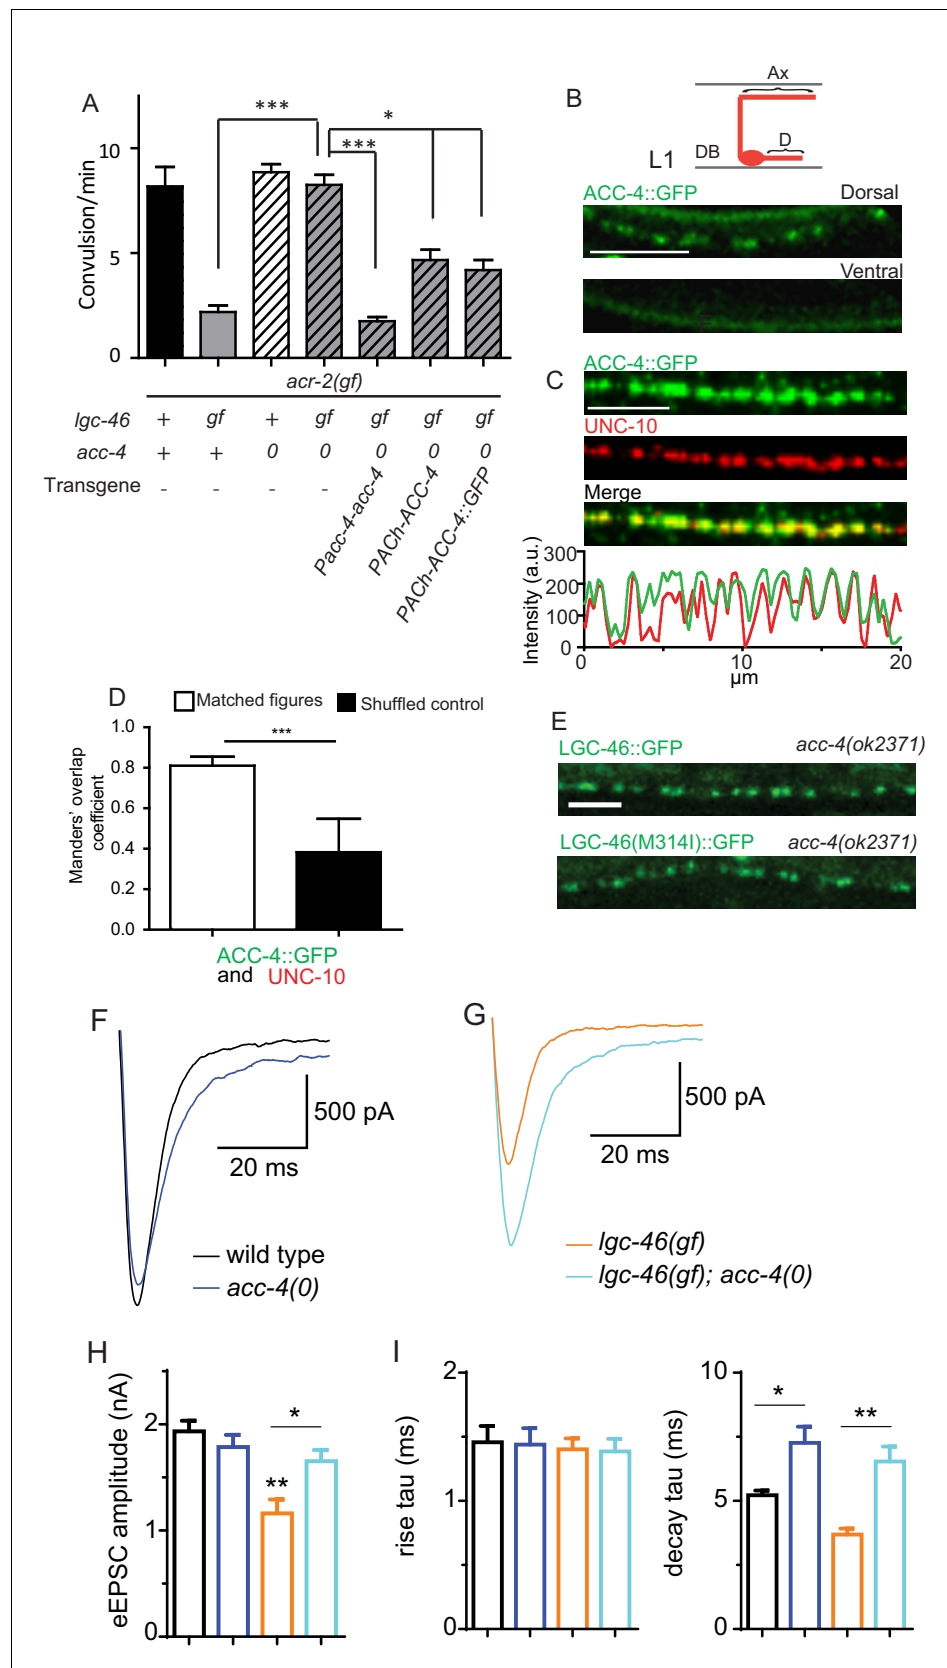 A
***
*
***
10
5
0
Convulsion/min
acr-2(gf)
lgc-46 + gf + gf gf gf gf
acc-4 + + 0 0 0 0 0
Transgene - - - -
Pacc-4-acc-4
PACh-ACC-4
PACh-ACC-4::GFP
B
Ax
D
DB
L1
ACC-4::GFP Dorsal
Ventral
C
ACC-4::GFP
UNC-10
Merge
300
200
100
0
Intensity (a.u.)
0 10 20
µm
D
Matched figures Shuffled control
***
1.0
0.8
0.6
0.4
0.2
0.0
Manders' overlap
coefficient
ACC-4::GFP
and UNC-10
E
LGC-46::GFP acc-4(ok2371)
LGC-46(M314I)::GFP acc-4(ok2371)
F
500 pA
20 ms
wild type
acc-4(0)
G
500 pA
20 ms
lgc-46(gf)
lgc-46(gf); acc-4(0)
H
eEPSC amplitude (nA)
2
1
0
*
**
I
rise tau (ms)
2
1
0
decay tau (ms)
10
5
0
*
**